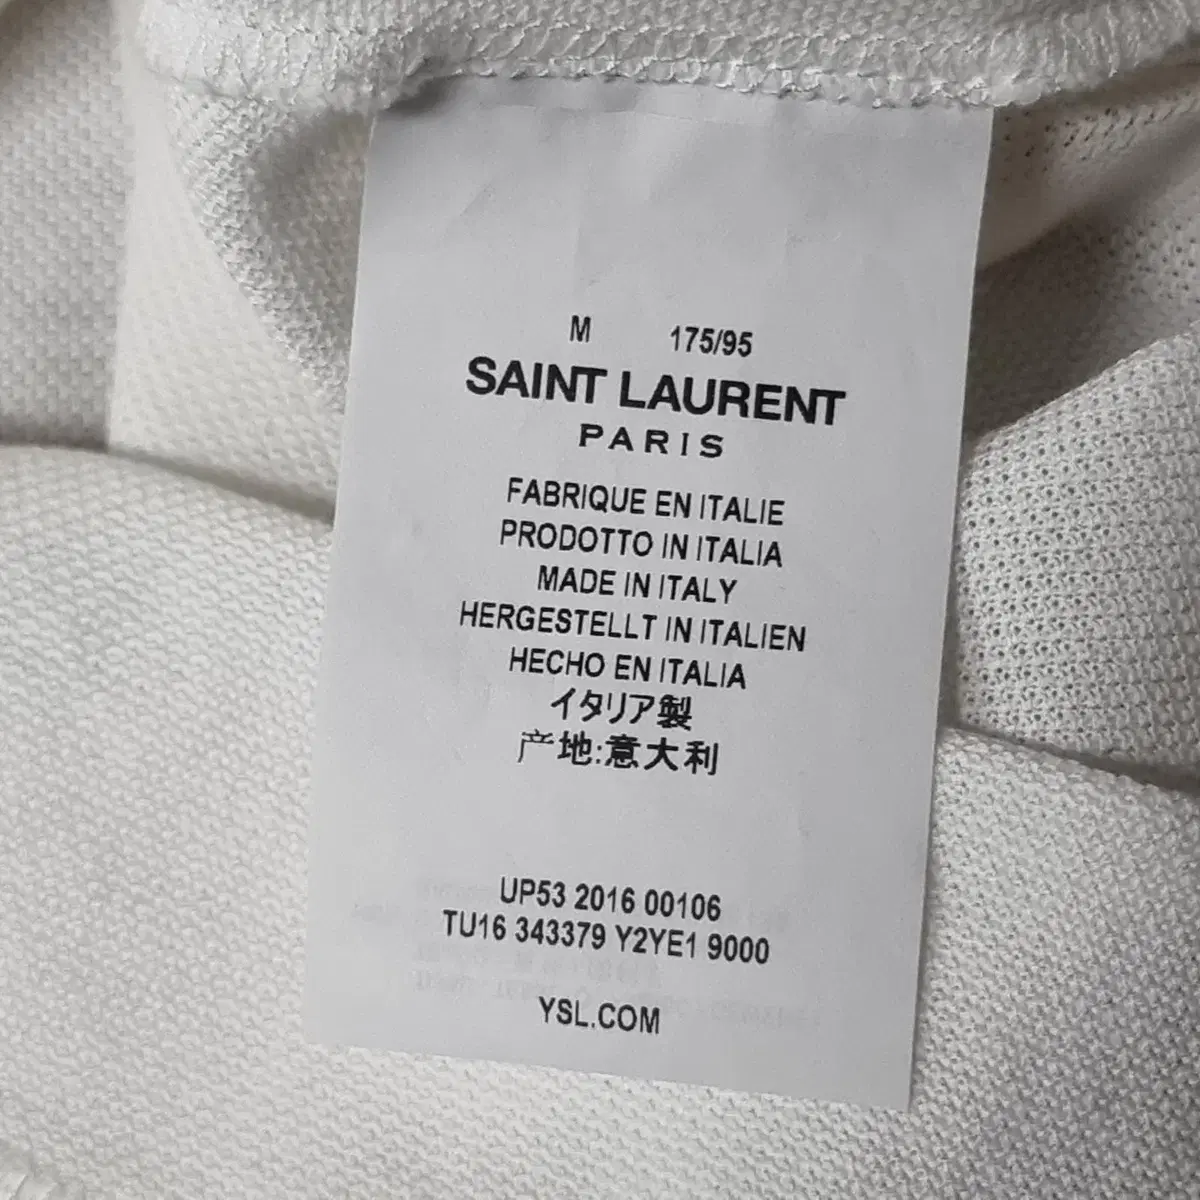 M 175/95
SAINT LAURENT
PARIS
FABRIQUE EN ITALIE
PRODOTTO IN ITALIA
MADE IN ITALY
HERGESTELLT IN ITALIEN
HECHO EN ITALIA
イタリア製
产地:意大利
UP53 2016 00106
TU16 343379 Y2YE1 9000
YSL.COM